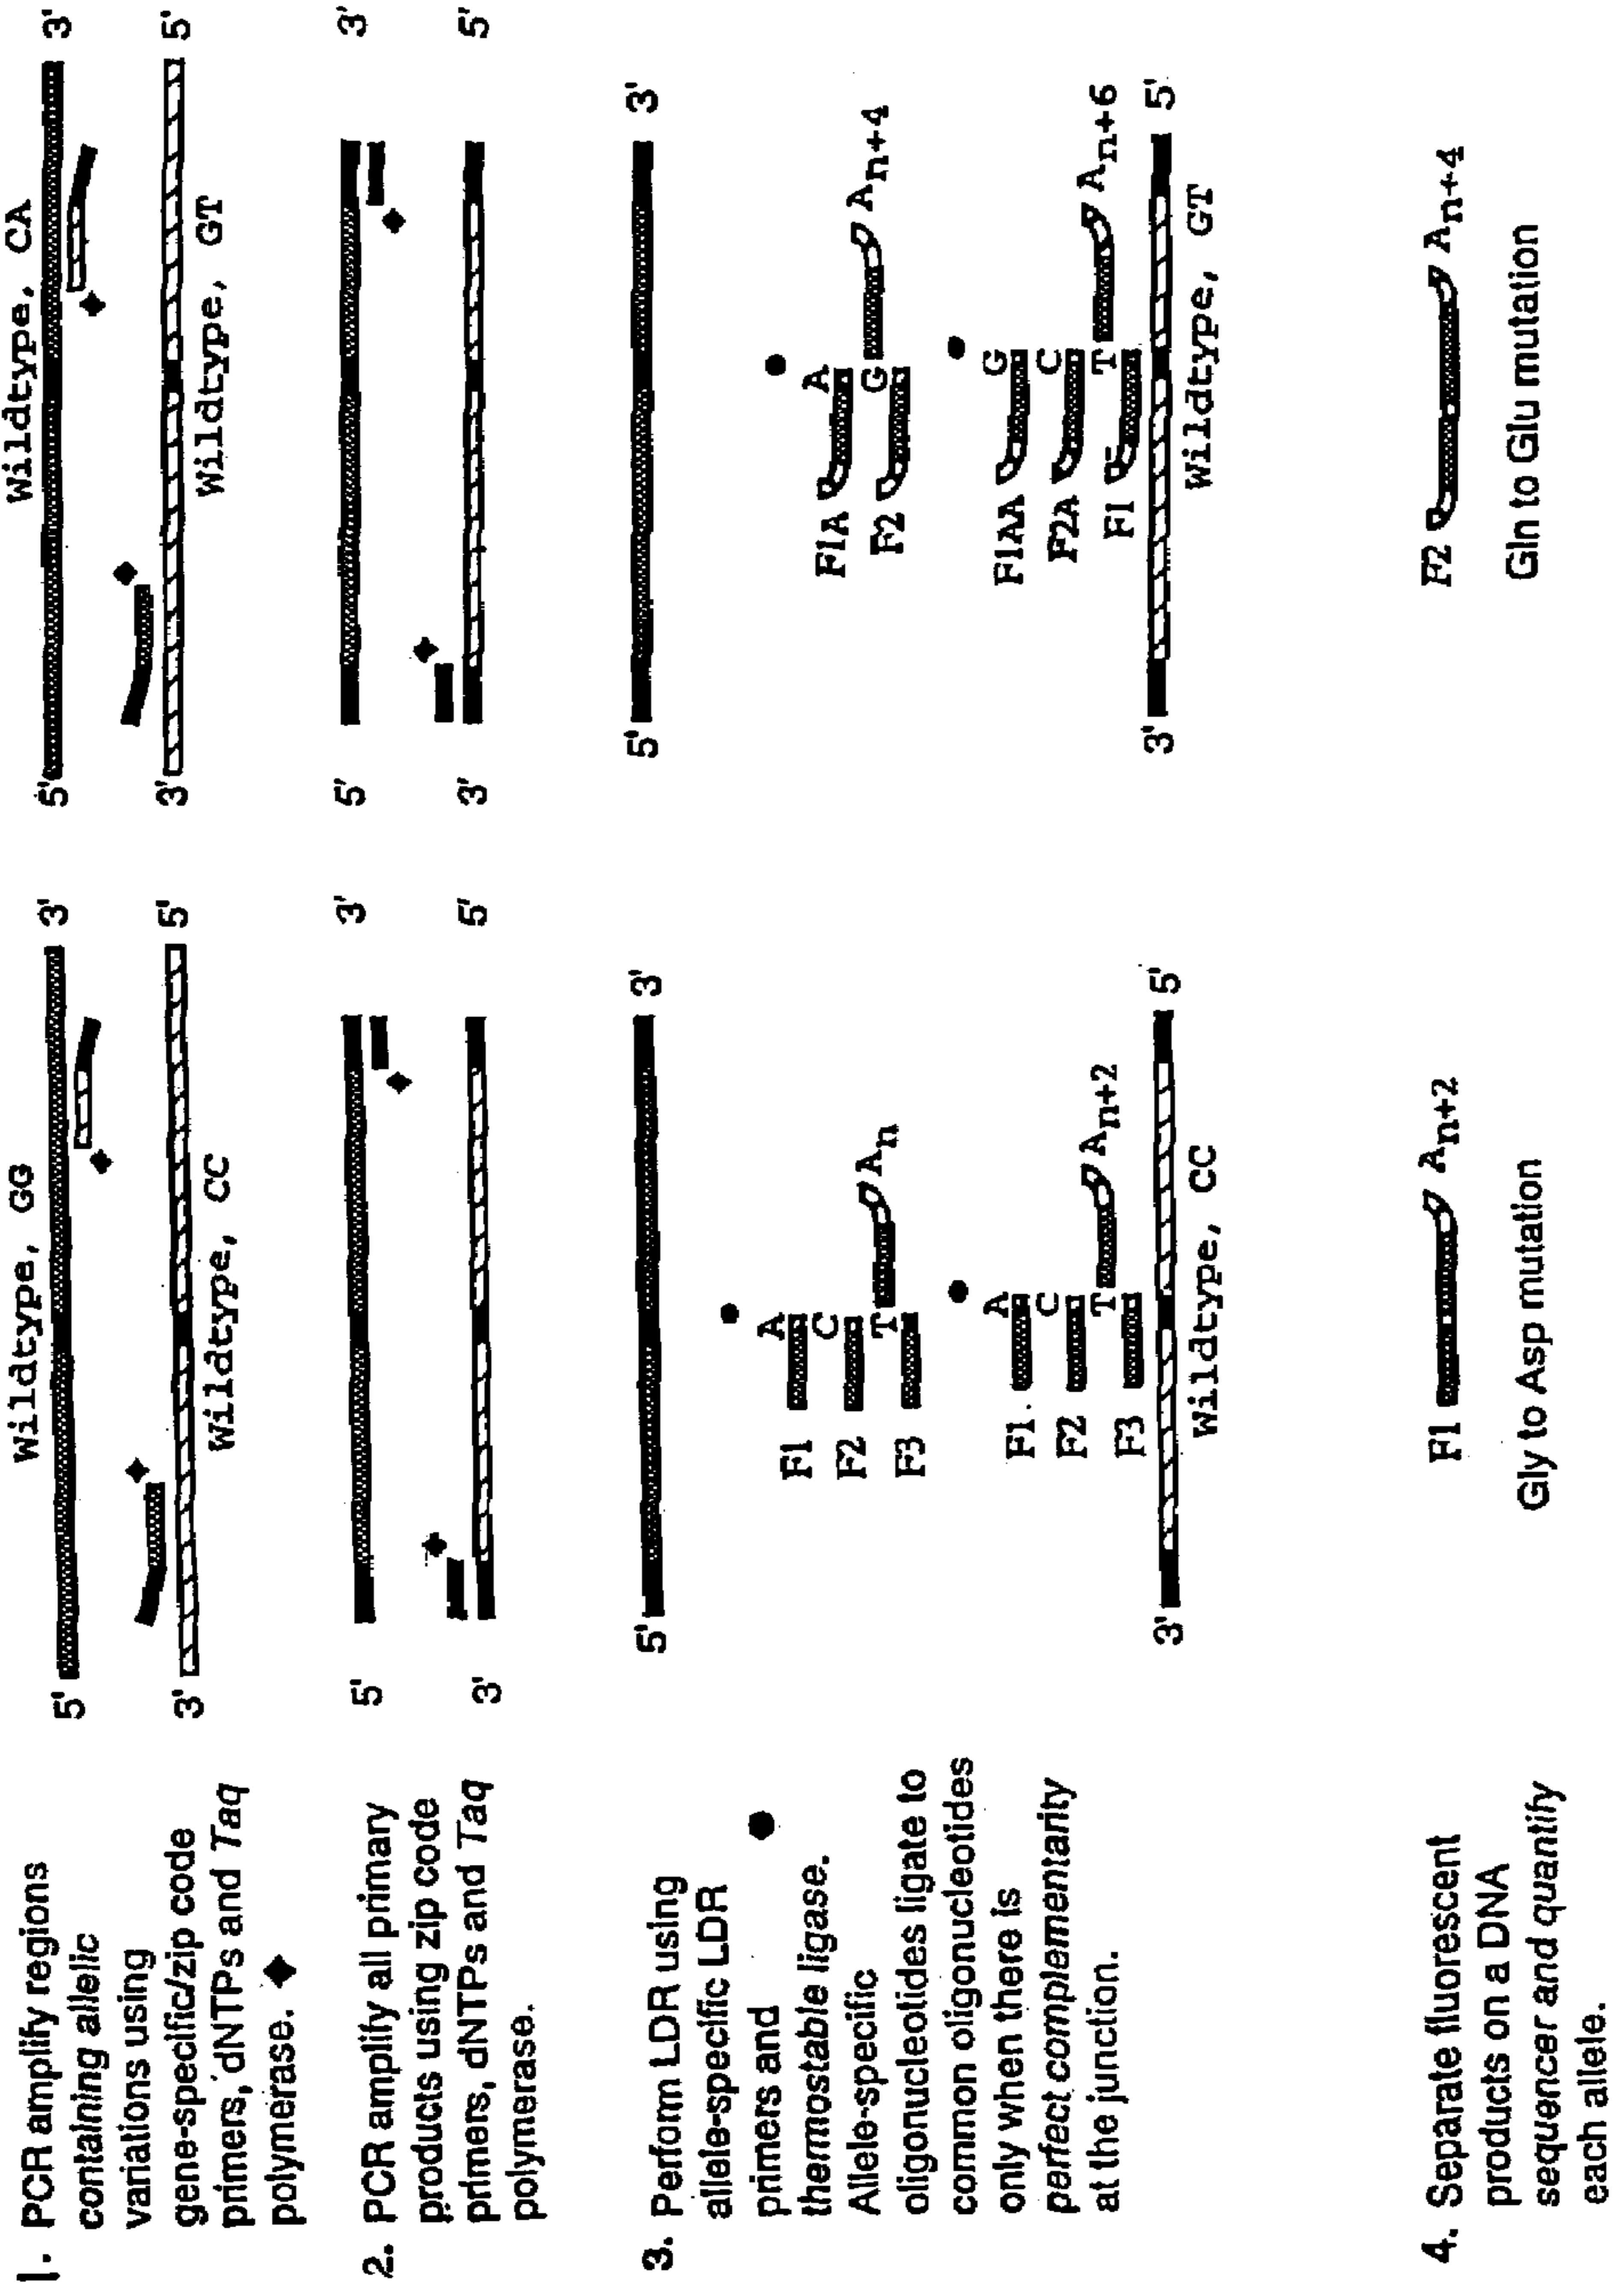 1. PCR amplify regions
containing allelic
variations using
gene-specific/zip code
primers, dNTPs and Taq
polymerase.
Wildtype, GG
5' 3'
3' 5'
Wildtype, CC
Wildtype, CA
5' 3'
3' 5'
Wildtype, GT
2. PCR amplify all primary
products using zip code
primers, dNTPs and Taq
polymerase.
5' 3'
3' 5'
5' 3'
3' 5'
3. Perform LDR using
allele-specific LDR
primers and
thermostable ligase.
Allele-specific
oligonucleotides ligate to
common oligonucleotides
only when there is
perfect complementarity
at the junction.
5' 3'
F1 A
F2 C
F3 T An
F1. A
F2 C
F3 T An+2
3' 5'
Wildtype, CC
5' 3'
F1A A
F2 G An+4
F1AA G
F2A C
F1 T An+6
3' 5'
Wildtype, GT
4. Separate fluorescent
products on a DNA
sequencer and quantify
each allele.
F1 An+2
Gly to Asp mutation
F2 An+4
Gln to Glu mutation